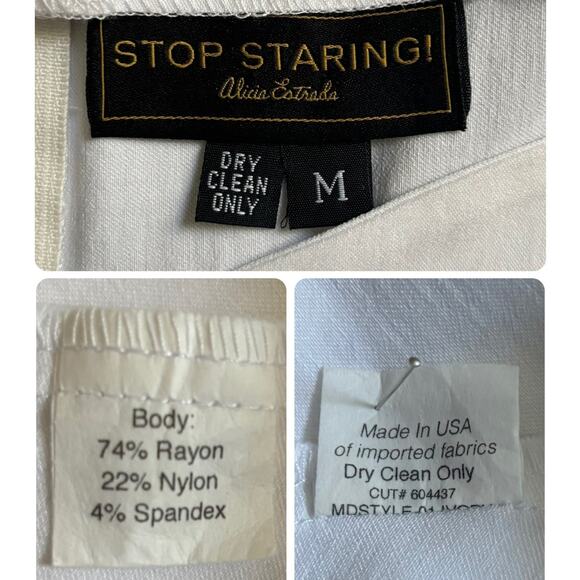 STOP STARING!
Alicia Estrada
DRY
CLEAN
ONLY
M
Body:
74% Rayon
22% Nylon
4% Spandex
Made In USA
of imported fabrics
Dry Clean Only
CUT# 604437